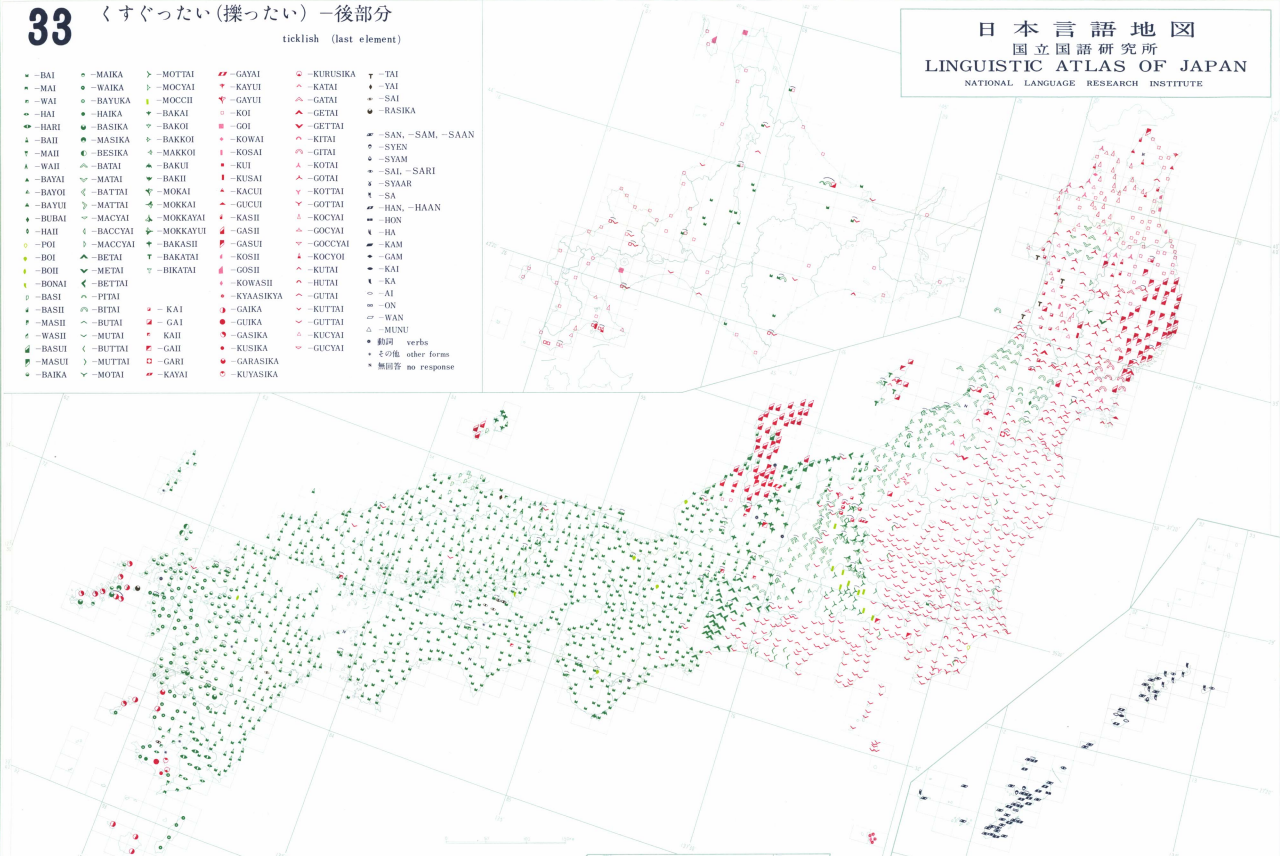 33
くすぐったい(擽ったい) −後部分
ticklish (last element)
日本言語地図
国立国語研究所
LINGUISTIC ATLAS OF JAPAN
NATIONAL LANGUAGE RESEARCH INSTITUTE
−BAI
−MAI
−WAI
−HAI
−HARI
−BAII
−MAII
−WAII
−BAYAI
−BAYOI
−BAYUI
−BUBAI
−HAII
−POI
−BOI
−BOII
−BONAI
−BASI
−BASII
−MASII
−WASII
−BASUI
−MASUI
−BAIKA
−MAIKA
−WAIKA
−BAYUKA
−HAIKA
−BASIKA
−MASIKA
−BESIKA
−BATAI
−MATAI
−BATTAI
−MATTAI
−MACYAI
−BACCYAI
−MACCYAI
−BETAI
−METAI
−BETTAI
−PITAI
−BITAI
−BUTAI
−MUTAI
−BUTTAI
−MUTTAI
−MOTAI
−MOTTAI
−MOCYAI
−MOCCII
−BAKAI
−BAKOI
−BAKKOI
−MAKKOI
−BAKUI
−BAKII
−MOKAI
−MOKKAI
−MOKKAYAI
−MOKKAYUI
−BAKASII
−BAKATAI
−BIKATAI
−KAI
−GAI
KAII
−GAII
−GARI
−KAYAI
−GAYAI
−KAYUI
−GAYUI
−KOI
−GOI
−KOWAI
−KOSAI
−KUI
−KUSAI
−KACUI
−GUCUI
−KASII
−GASII
−GASUI
−KOSII
−GOSII
−KOWASII
−KYAASIKYA
−GAIKA
−GUIKA
−GASIKA
−KUSIKA
−GARASIKA
−KUYASIKA
−KURUSIKA
−KATAI
−GATAI
−GETAI
−GETTAI
−KITAI
−GITAI
−KOTAI
−GOTAI
−KOTTAI
−GOTTAI
−KOCYAI
−GOCYAI
−GOCCYAI
−KOCYOI
−KUTAI
−HUTAI
−GUTAI
−KUTTAI
−GUTTAI
−KUCYAI
−GUCYAI
−TAI
−YAI
−SAI
−RASIKA
−SAN, −SAM, −SAAN
−SYEN
−SYAM
−SAI, −SARI
−SYAAR
−SA
−HAN, −HAAN
−HON
−HA
−KAM
−GAM
−KAI
−KA
−AI
−ON
−WAN
−MUNU
動詞 verbs
その他 other forms
無回答 no response